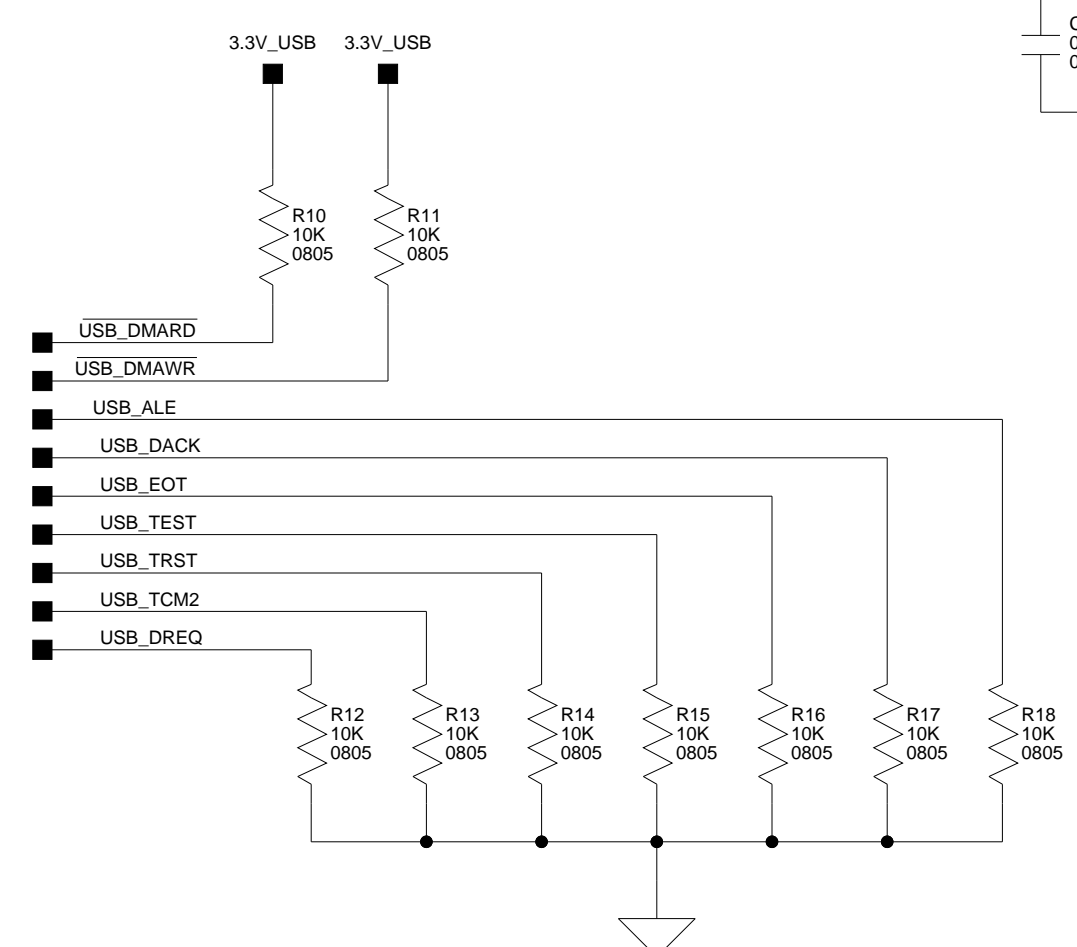 3.3V_USB 3.3V_USB
R10
10K
0805
R11
10K
0805
USB_DMARD
USB_DMAWR
USB_ALE
USB_DACK
USB_EOT
USB_TEST
USB_TRST
USB_TCM2
USB_DREQ
R12
10K
0805
R13
10K
0805
R14
10K
0805
R15
10K
0805
R16
10K
0805
R17
10K
0805
R18
10K
0805